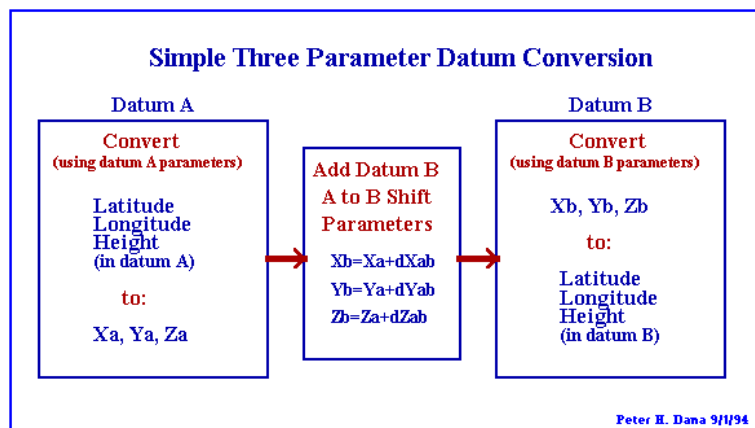 Simple Three Parameter Datum Conversion
Datum A
Convert
(using datum A parameters)
Latitude
Longitude
Height
(in datum A)
to:
Xa, Ya, Za
Add Datum B
A to B Shift
Parameters
Xb=Xa+dXab
Yb=Ya+dYab
Zb=Za+dZab
Datum B
Convert
(using datum B parameters)
Xb, Yb, Zb
to:
Latitude
Longitude
Height
(in datum B)
Peter H. Dana 9/1/94